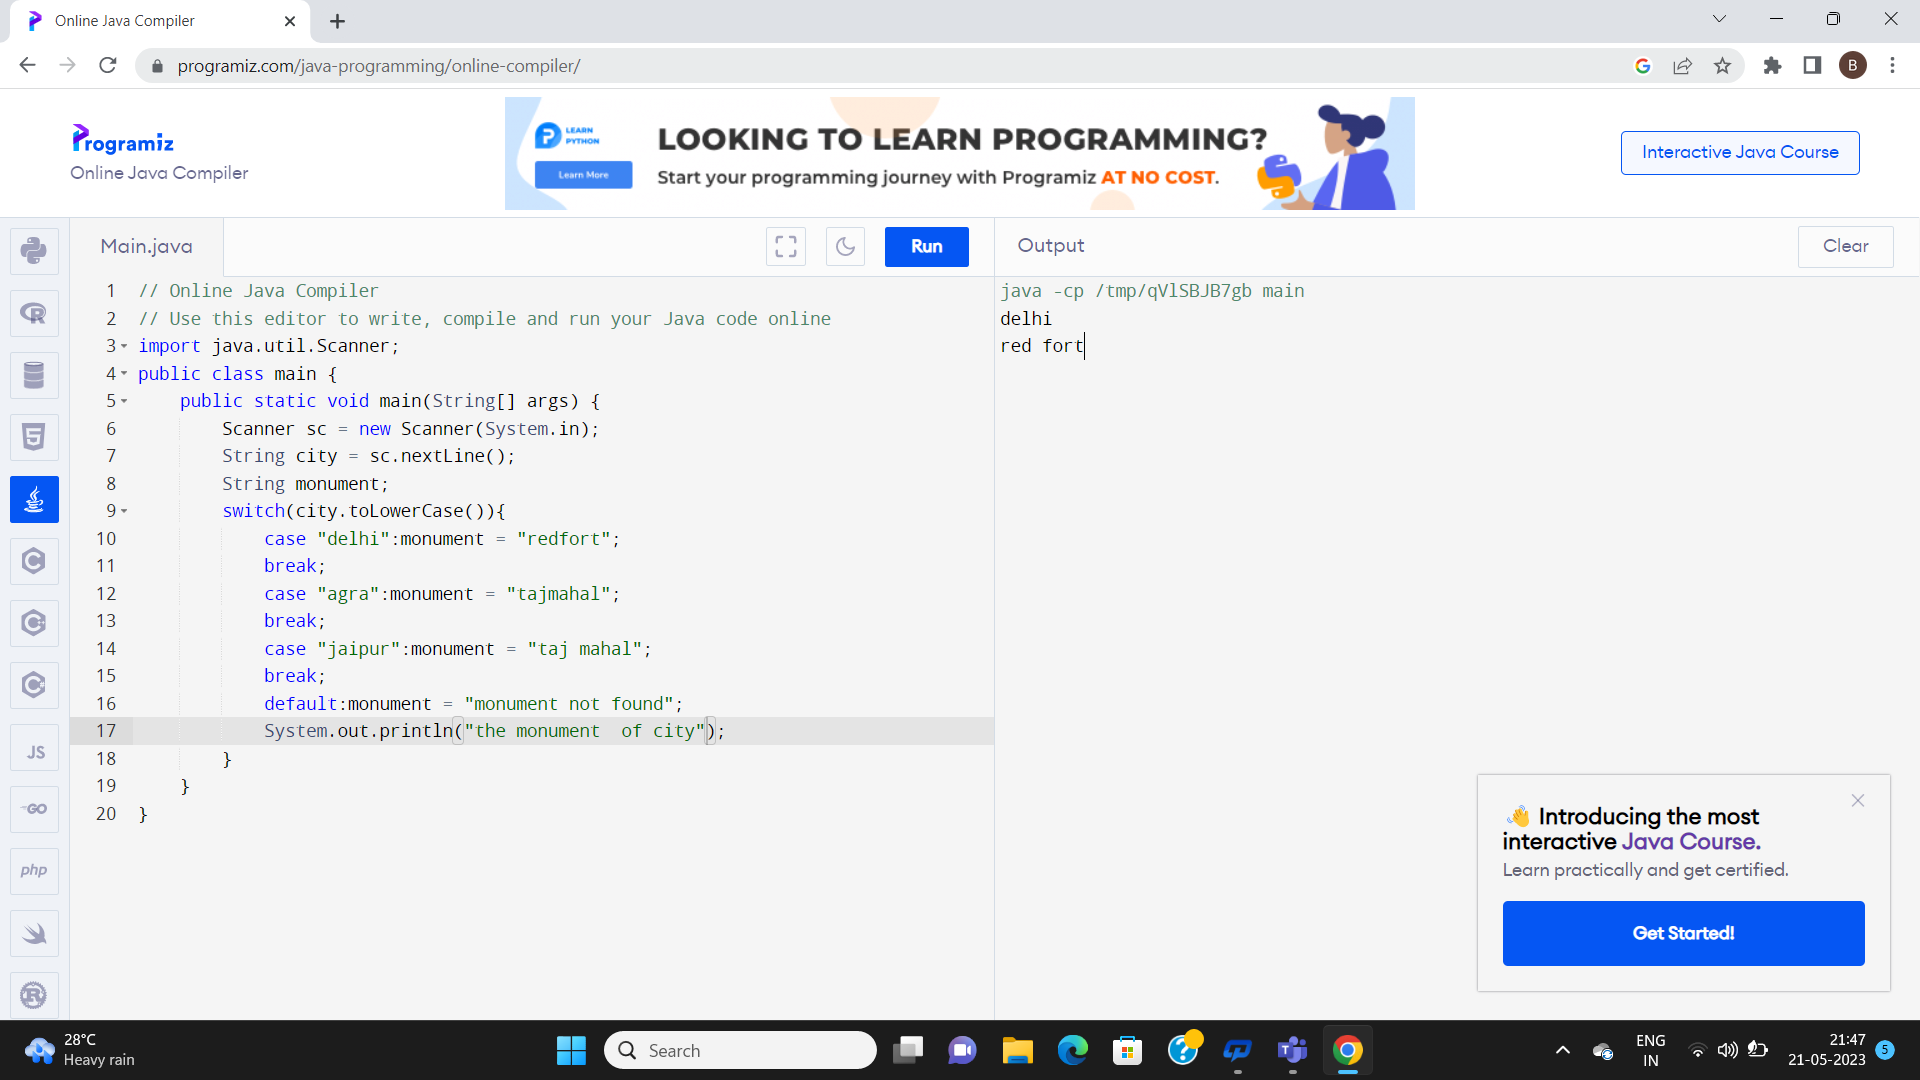 Online Java Compiler
programiz.com/java-programming/online-compiler/
B
Programiz
Online Java Compiler
LEARN
PYTHON
Learn More
LOOKING TO LEARN PROGRAMMING?
Start your programming journey with Programiz AT NO COST.
Interactive Java Course
Main.java
Run
Output
Clear
1 // Online Java Compiler
2 // Use this editor to write, compile and run your Java code online
3 import java.util.Scanner;
4 public class main {
5 public static void main(String[] args) {
6 Scanner sc = new Scanner(System.in);
7 String city = sc.nextLine();
8 String monument;
9 switch(city.toLowerCase()){
10 case "delhi":monument = "redfort";
11 break;
12 case "agra":monument = "tajmahal";
13 break;
14 case "jaipur":monument = "taj mahal";
15 break;
16 default:monument = "monument not found";
17 System.out.println("the monument  of city");
18 }
19 }
20 }
java -cp /tmp/qVlSBJB7gb main
delhi
red fort
R
5
C
C
C
JS
GO
php
R
👋 Introducing the most
interactive Java Course.
Learn practically and get certified.
Get Started!
28°C
Heavy rain
Search
ENG
IN
21:47
21-05-2023
5